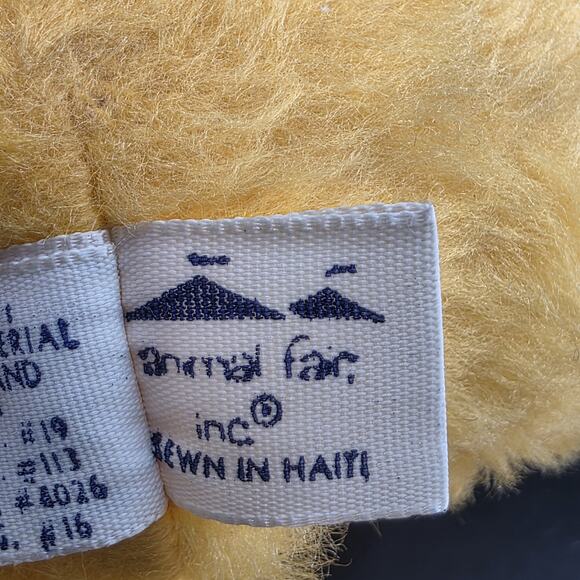 ERIAL
AND
#19
#113
#4026
#16
animal fair,
inc.®
SEWN IN HAITI